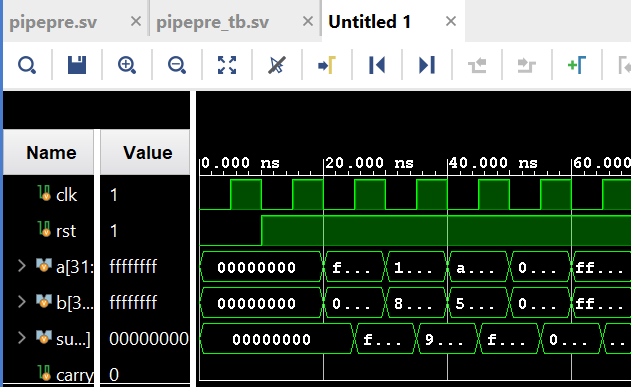 pipepre.sv × pipepre_tb.sv × Untitled 1 ×
Name Value
0.000 ns 20.000 ns 40.000 ns 60.000
clk 1
rst 1
a[31: ffffffff 00000000 f... 1... a... 0... ff...
b[3... ffffffff 00000000 0... 8... 5... 0... ff...
su...] 00000000 00000000 f... 9... f... 0... ..
carry 0